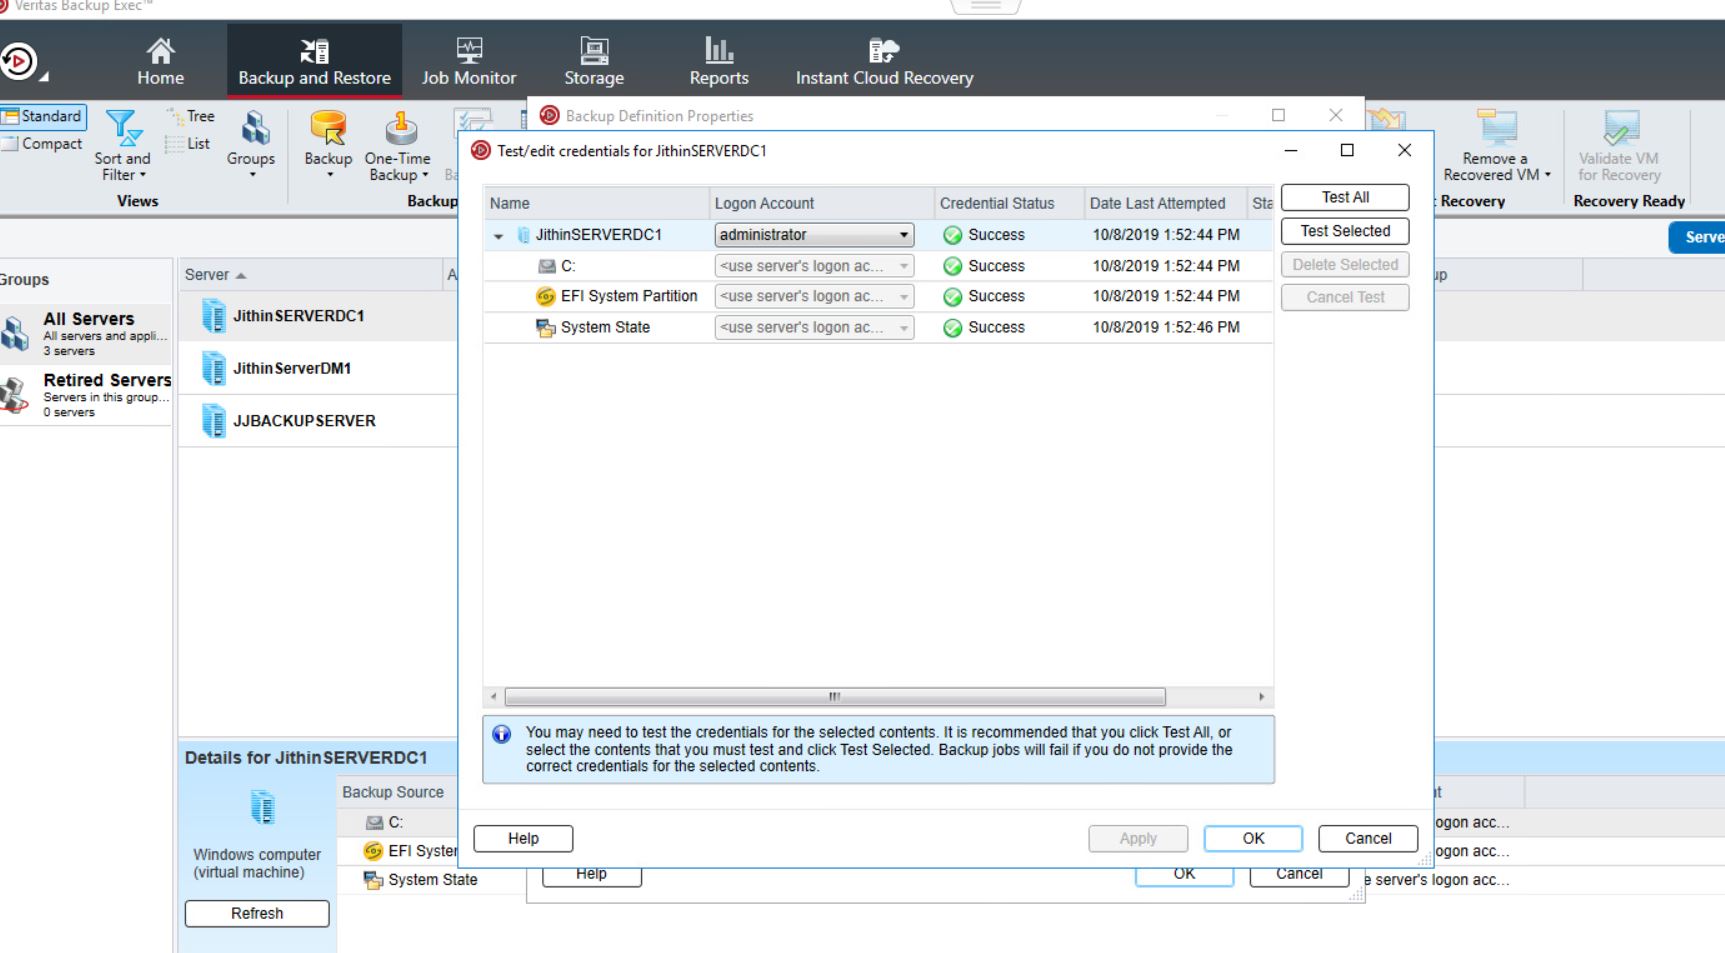 Veritas Backup Exec™
Home
Backup and Restore
Job Monitor
Storage
Reports
Instant Cloud Recovery
Standard
Compact
Sort and
Filter
Tree
List
Groups
Views
Backup
One-Time
Backup
Backup
Remove a
Recovered VM
Validate VM
for Recovery
Recovery
Recovery Ready
Backup Definition Properties
Test/edit credentials for JithinSERVERDC1
Name
Logon Account
Credential Status
Date Last Attempted
Sta
JithinSERVERDC1
administrator
Success
10/8/2019 1:52:44 PM
C:
<use server's logon ac...
Success
10/8/2019 1:52:44 PM
EFI System Partition
<use server's logon ac...
Success
10/8/2019 1:52:44 PM
System State
<use server's logon ac...
Success
10/8/2019 1:52:46 PM
Test All
Test Selected
Delete Selected
Cancel Test
You may need to test the credentials for the selected contents. It is recommended that you click Test All, or
select the contents that you must test and click Test Selected. Backup jobs will fail if you do not provide the
correct credentials for the selected contents.
Help
Apply
OK
Cancel
Help
OK
Cancel
Groups
All Servers
All servers and appli...
3 servers
Retired Servers
Servers in this group...
0 servers
Server
A
JithinSERVERDC1
JithinServerDM1
JJBACKUPSERVER
Serve
up
Details for JithinSERVERDC1
Windows computer
(virtual machine)
Refresh
Backup Source
C:
EFI Syster
System State
nt
ogon acc...
ogon acc...
e server's logon acc...